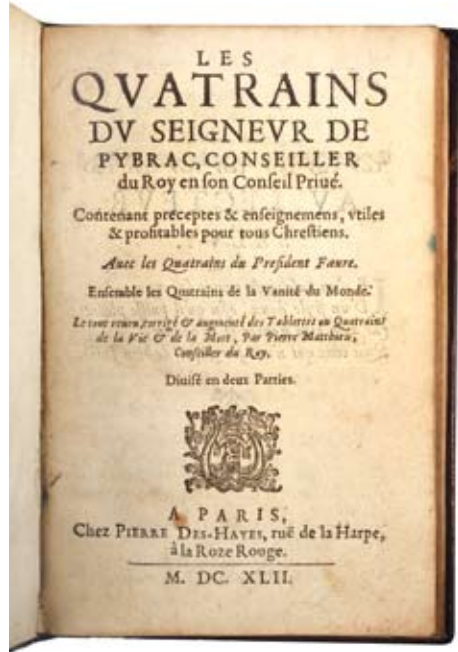 LES
QVATRAINS
DV SEIGNEVR DE
PYBRAC, CONSEILLER
du Roy en son Conseil Priué.
Contenant preceptes & enseignemens, vtiles
& profitables pour tous Chrestiens.
Auec les Quatrains du President Faure.
Ensemble les Quatrains de la Vanité du Monde.
Le tout reueu, corrigé & augmenté des Tablettes ou Quatrains
de la Vie & de la Mort, Par Pierre Matthieu,
Conseiller du Roy.
Diuisé en deux Parties.
A PARIS,
Chez PIERRE DES-HAYES, ruë de la Harpe,
à la Roze Rouge.
M. DC. XLII.